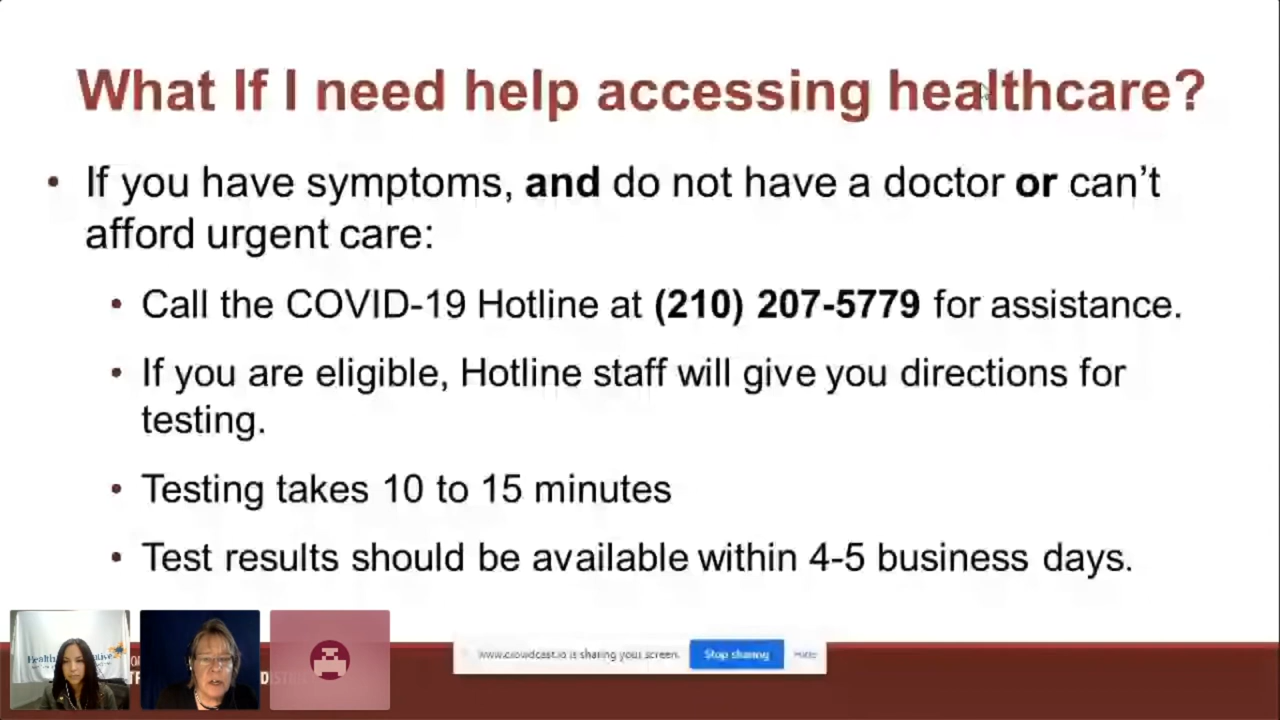 What If I need help accessing healthcare?
• If you have symptoms, and do not have a doctor or can't
afford urgent care:
• Call the COVID-19 Hotline at (210) 207-5779 for assistance.
• If you are eligible, Hotline staff will give you directions for
testing.
• Testing takes 10 to 15 minutes
• Test results should be available within 4-5 business days.
www.crowdcast.io is sharing your screen.
Stop sharing
Hide
Health